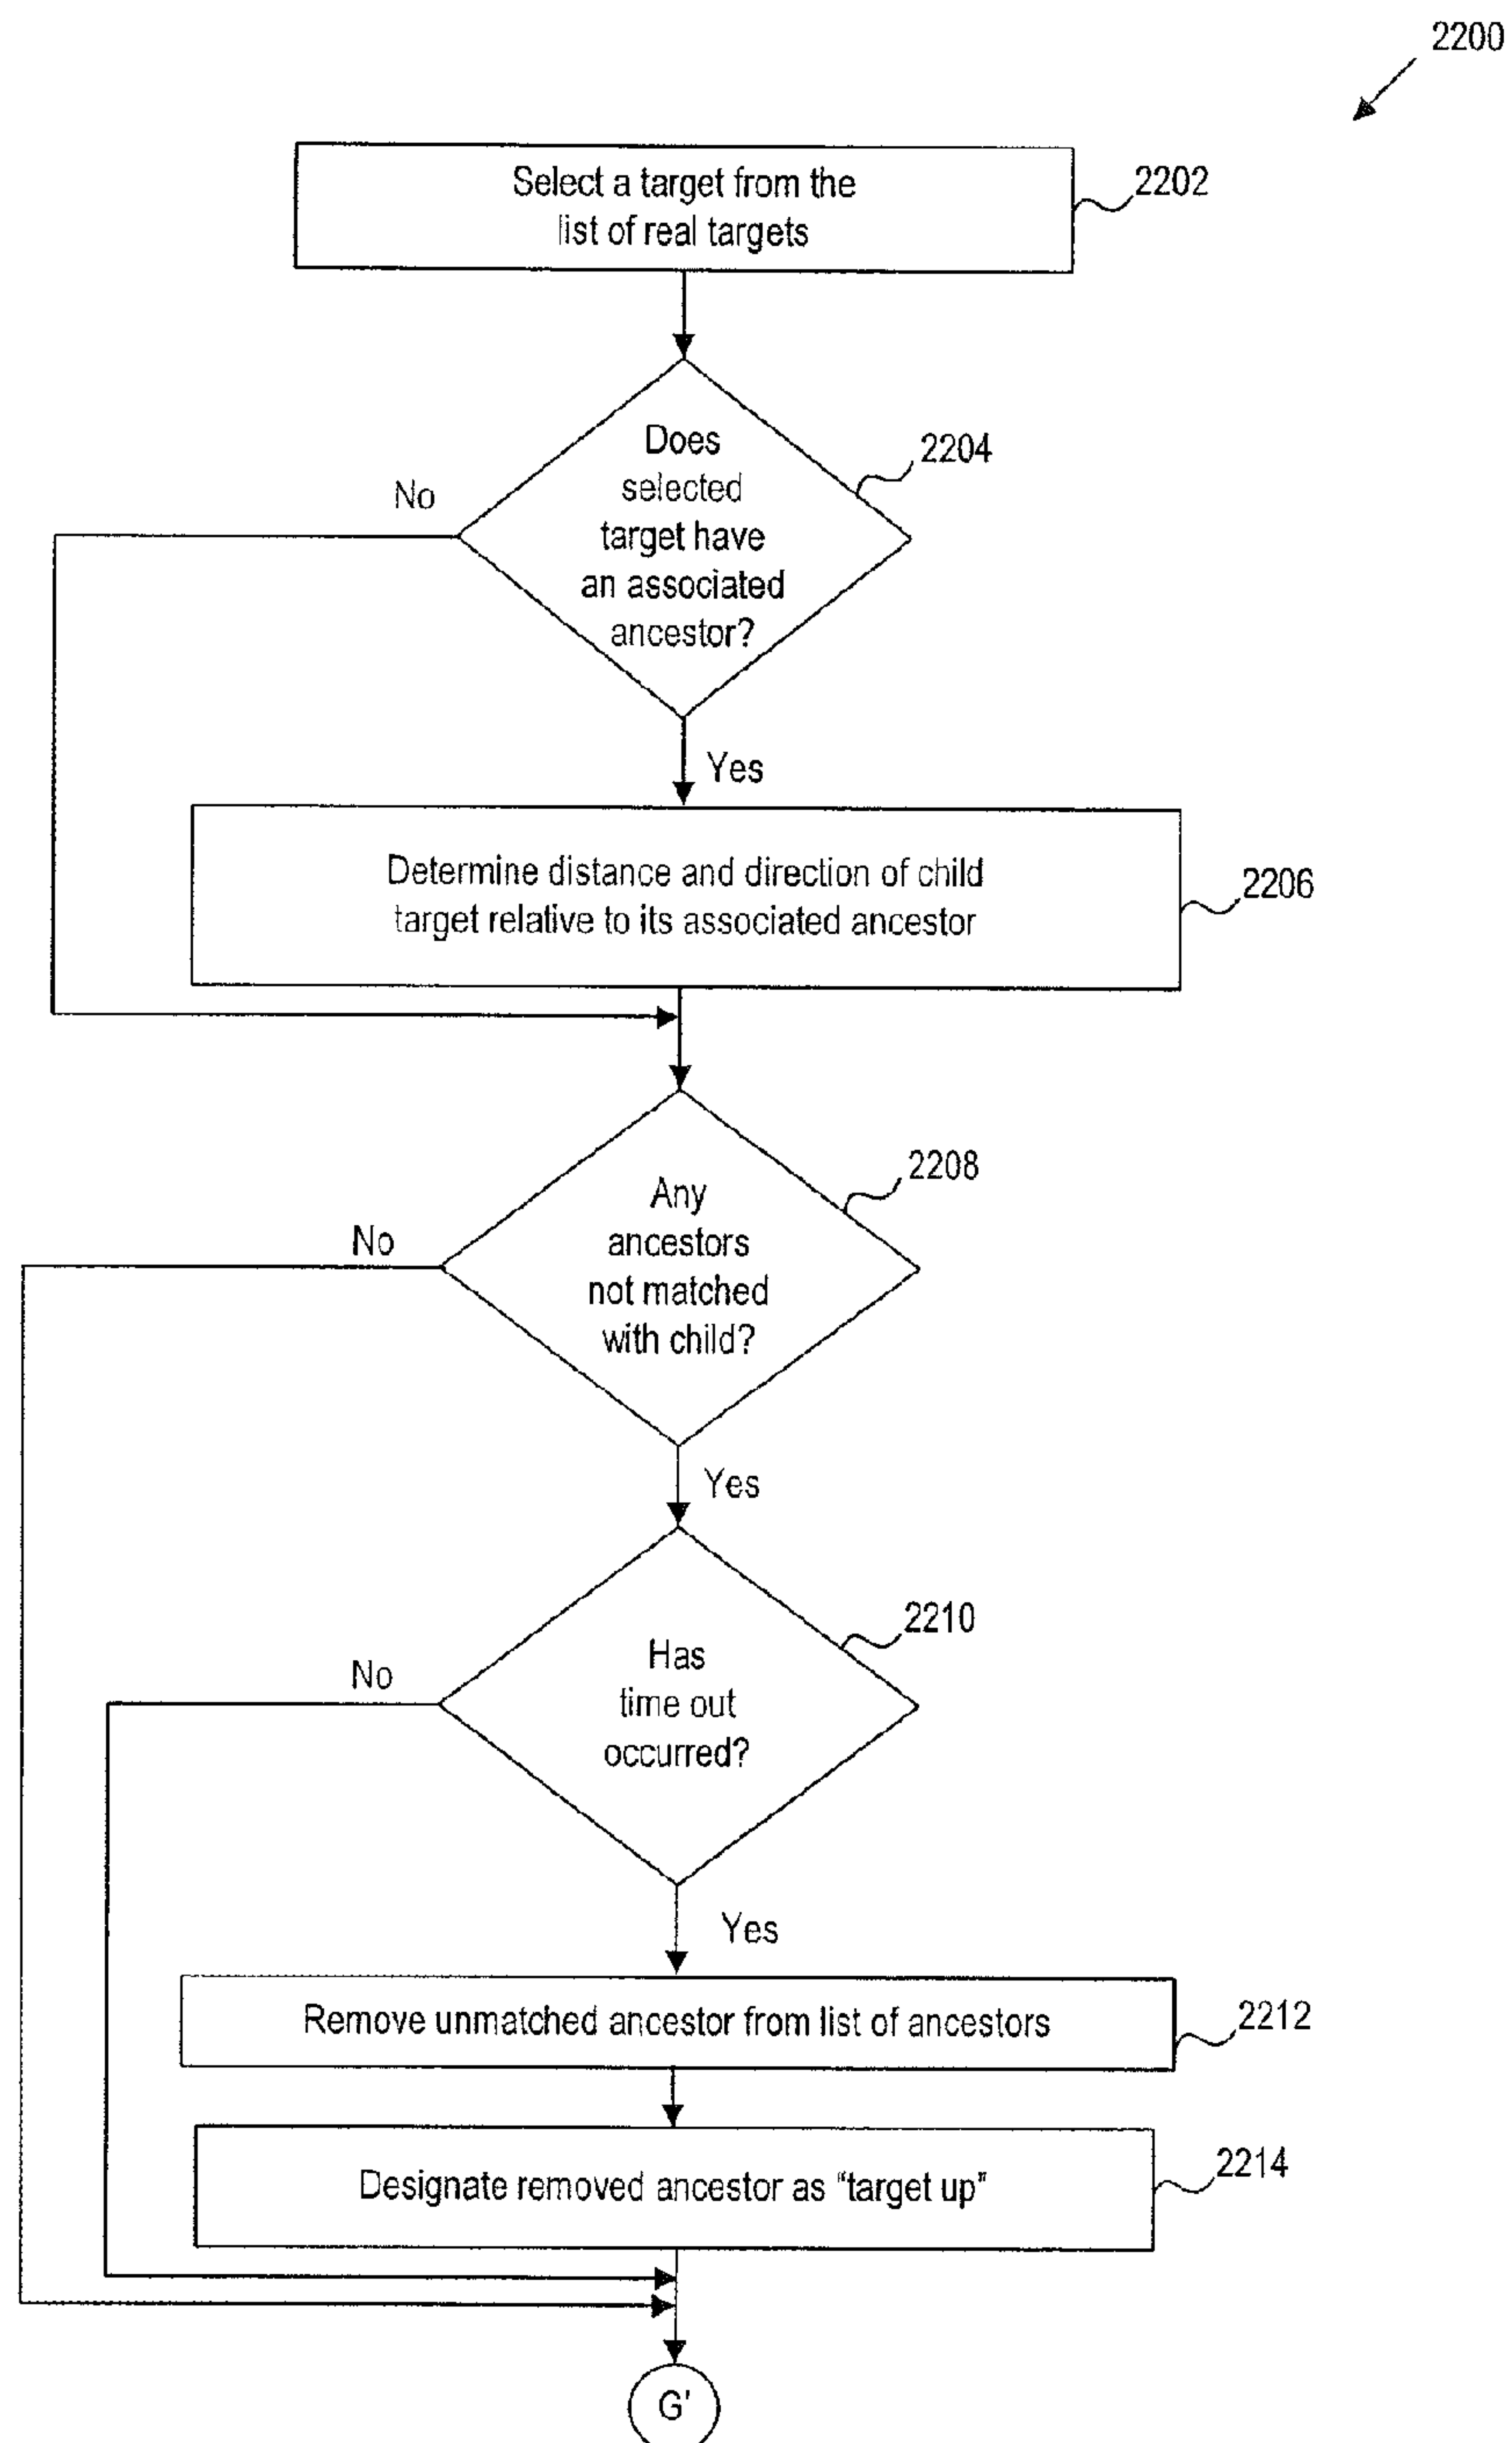 2200
Select a target from the
list of real targets
2202
Does
selected
target have
an associated
ancestor?
2204
No
Yes
Determine distance and direction of child
target relative to its associated ancestor
2206
Any
ancestors
not matched
with child?
2208
No
Yes
Has
time out
occurred?
2210
No
Yes
Remove unmatched ancestor from list of ancestors
2212
Designate removed ancestor as "target up"
2214
G'